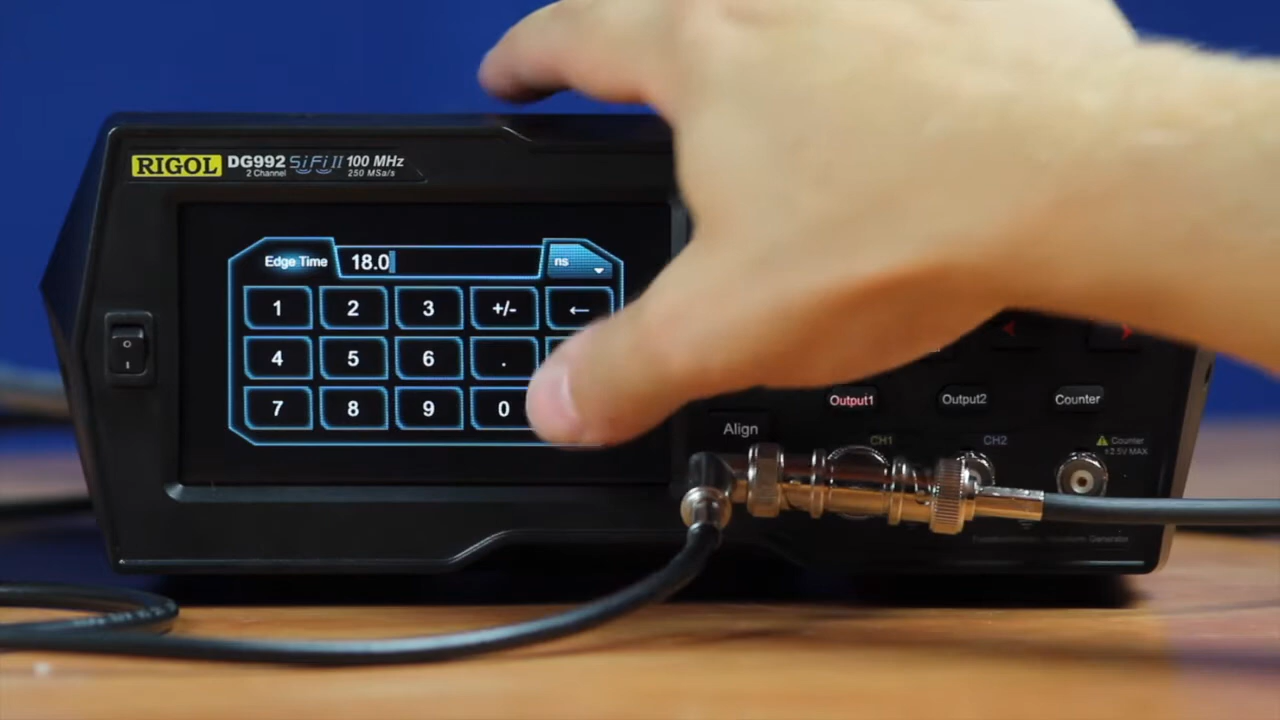 RIGOL DG992 SiFi II 100 MHz
2 Channel 250 MSa/s
Edge Time 18.0 ns
1 2 3 +/- ←
4 5 6 .
7 8 9 0
Output1 Output2 Counter
Align
CH1 CH2 Counter
±2.5V MAX
Generator